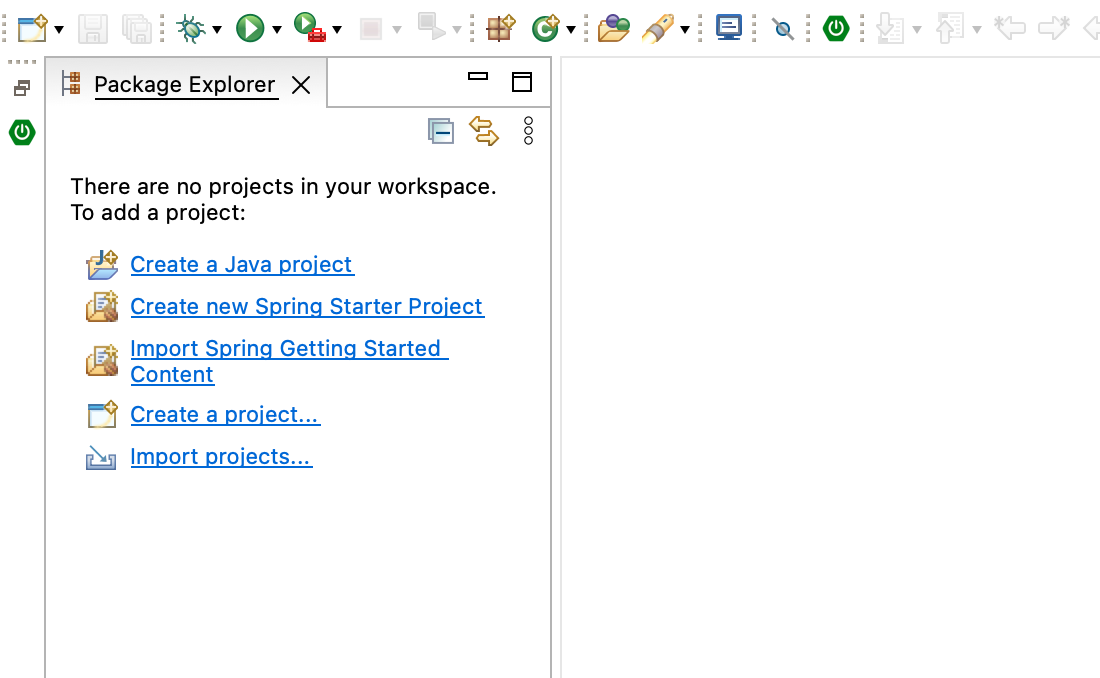 Package Explorer
There are no projects in your workspace.
To add a project:
Create a Java project
Create new Spring Starter Project
Import Spring Getting Started
Content
Create a project...
Import projects...